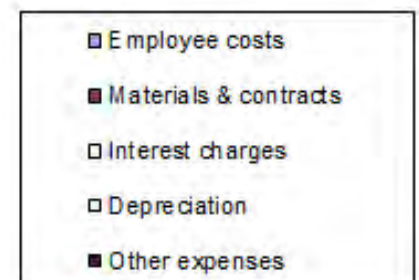 Employee costs
Materials & contracts
Interest charges
Depreciation
Other expenses